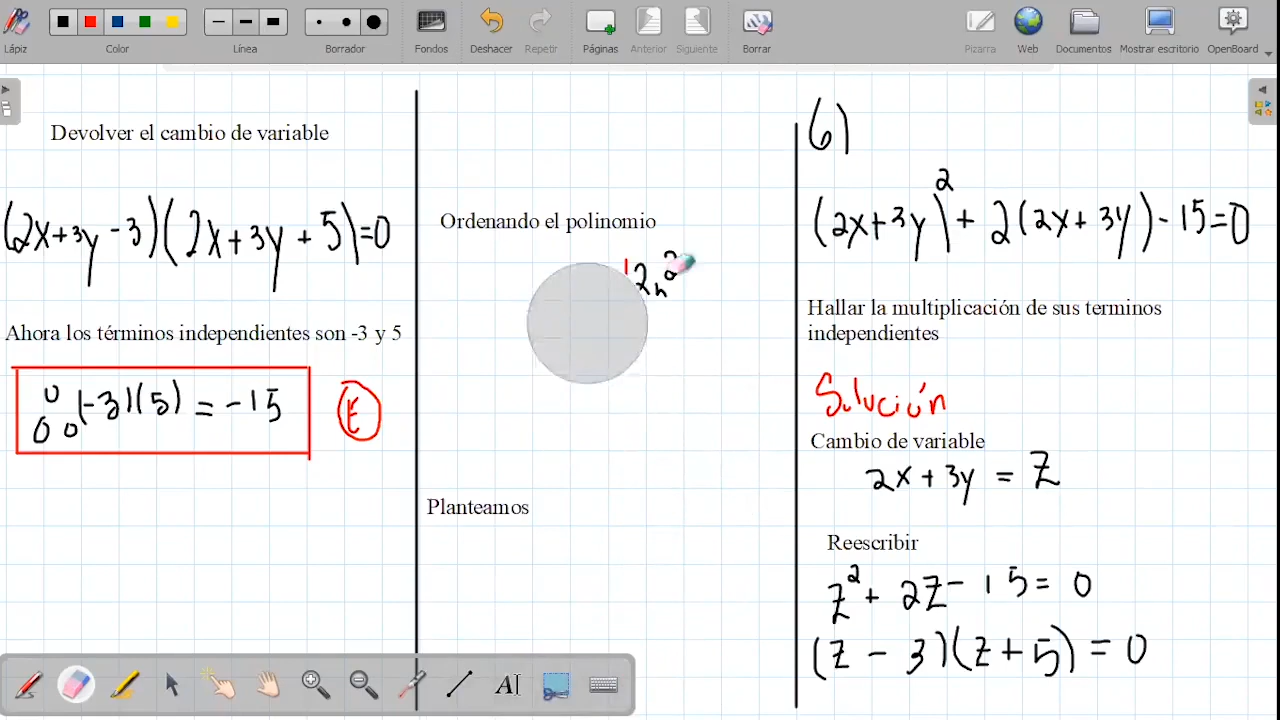 Lápiz
Color
Línea
Borrador
Fondos
Deshacer
Repetir
Páginas
Anterior
Siguiente
Borrar
Pizarra
Web
Documentos
Mostrar escritorio
OpenBoard
Devolver el cambio de variable
(2x+3y-3)(2x+3y+5)=0
Ahora los términos independientes son -3 y 5
(-3)(5) = -15
E
Ordenando el polinomio
Planteamos
6)
(2x+3y)² + 2(2x+3y) - 15=0
Hallar la multiplicación de sus terminos
independientes
Solución
Cambio de variable
2x + 3y = Z
Reescribir
z² + 2z - 15 = 0
(z - 3)(z + 5) = 0